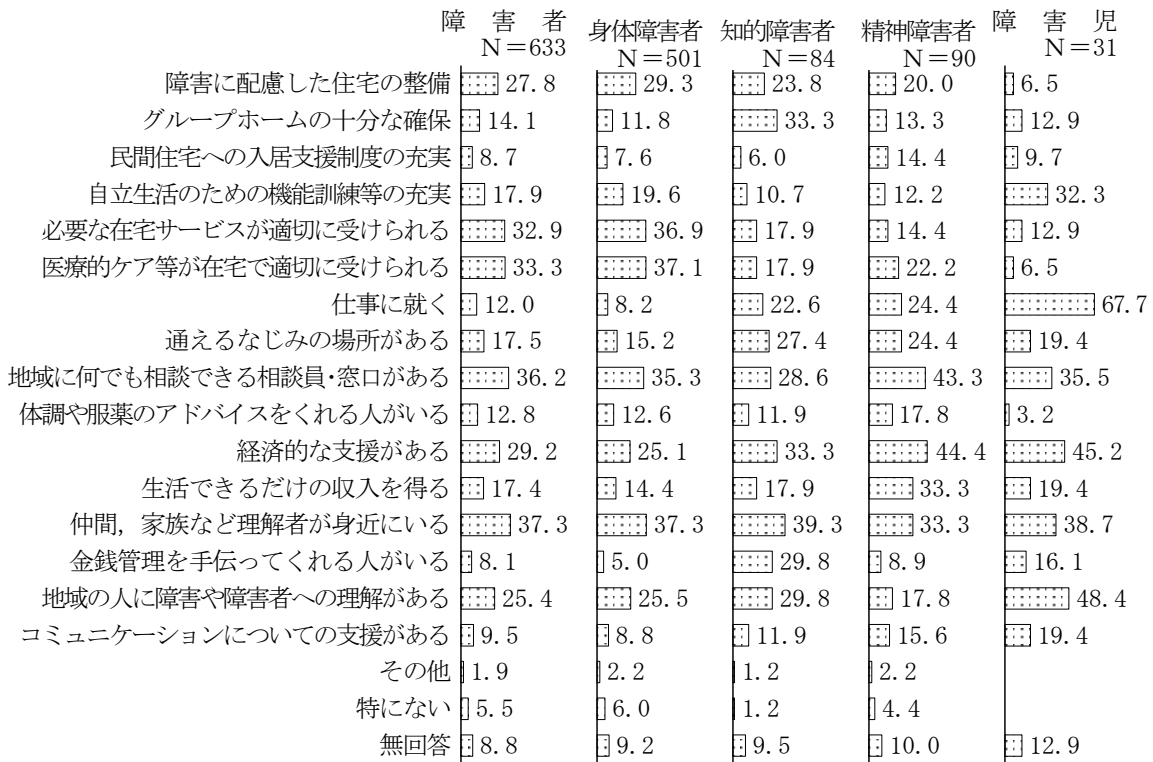 障害者 身体障害者 知的障害者 精神障害者 障害児
N＝633 N＝501 N＝84 N＝90 N＝31
障害に配慮した住宅の整備 27.8 29.3 23.8 20.0 6.5
グループホームの十分な確保 14.1 11.8 33.3 13.3 12.9
民間住宅への入居支援制度の充実 8.7 7.6 6.0 14.4 9.7
自立生活のための機能訓練等の充実 17.9 19.6 10.7 12.2 32.3
必要な在宅サービスが適切に受けられる 32.9 36.9 17.9 14.4 12.9
医療的ケア等が在宅で適切に受けられる 33.3 37.1 17.9 22.2 6.5
仕事に就く 12.0 8.2 22.6 24.4 67.7
通えるなじみの場所がある 17.5 15.2 27.4 24.4 19.4
地域に何でも相談できる相談員・窓口がある 36.2 35.3 28.6 43.3 35.5
体調や服薬のアドバイスをくれる人がいる 12.8 12.6 11.9 17.8 3.2
経済的な支援がある 29.2 25.1 33.3 44.4 45.2
生活できるだけの収入を得る 17.4 14.4 17.9 33.3 19.4
仲間，家族など理解者が身近にいる 37.3 37.3 39.3 33.3 38.7
金銭管理を手伝ってくれる人がいる 8.1 5.0 29.8 8.9 16.1
地域の人に障害や障害者への理解がある 25.4 25.5 29.8 17.8 48.4
コミュニケーションについての支援がある 9.5 8.8 11.9 15.6 19.4
その他 1.9 2.2 1.2 2.2
特にない 5.5 6.0 1.2 4.4
無回答 8.8 9.2 9.5 10.0 12.9